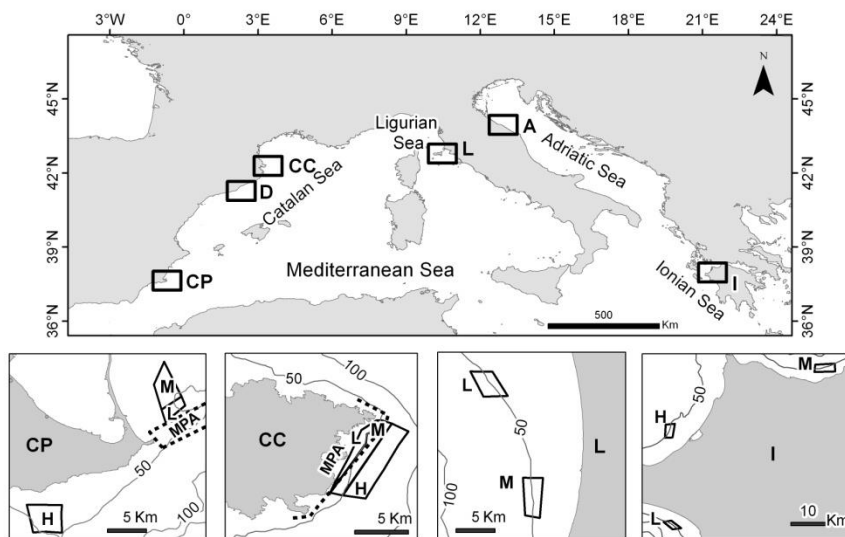 3°W 0° 3°E 6°E 9°E 12°E 15°E 18°E 21°E 24°E
N
45°N
42°N
39°N
36°N
Ligurian
Sea
A
Adriatic Sea
L
CC
D
Catalan Sea
CP
Mediterranean Sea
Ionian Sea
I
500
Km
45°N
42°N
39°N
36°N
M
L
MPA
CP
50
H
100
5 Km
50
100
CC
MPA
L
M
H
5 Km
L
50
M
L
100
5 Km
M
50
H
I
L
50
10
Km